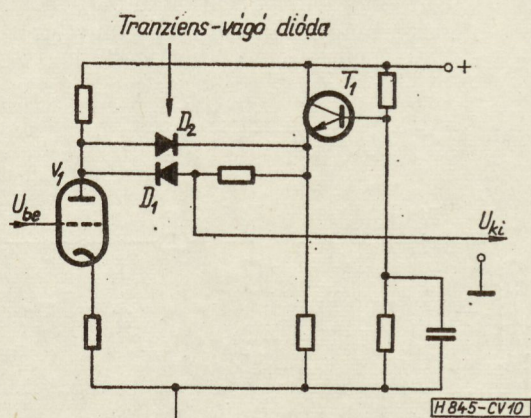 Tranziens-vágó dióda
+
T1
D2
V1
D1
Ube
Uki
H845-CV10